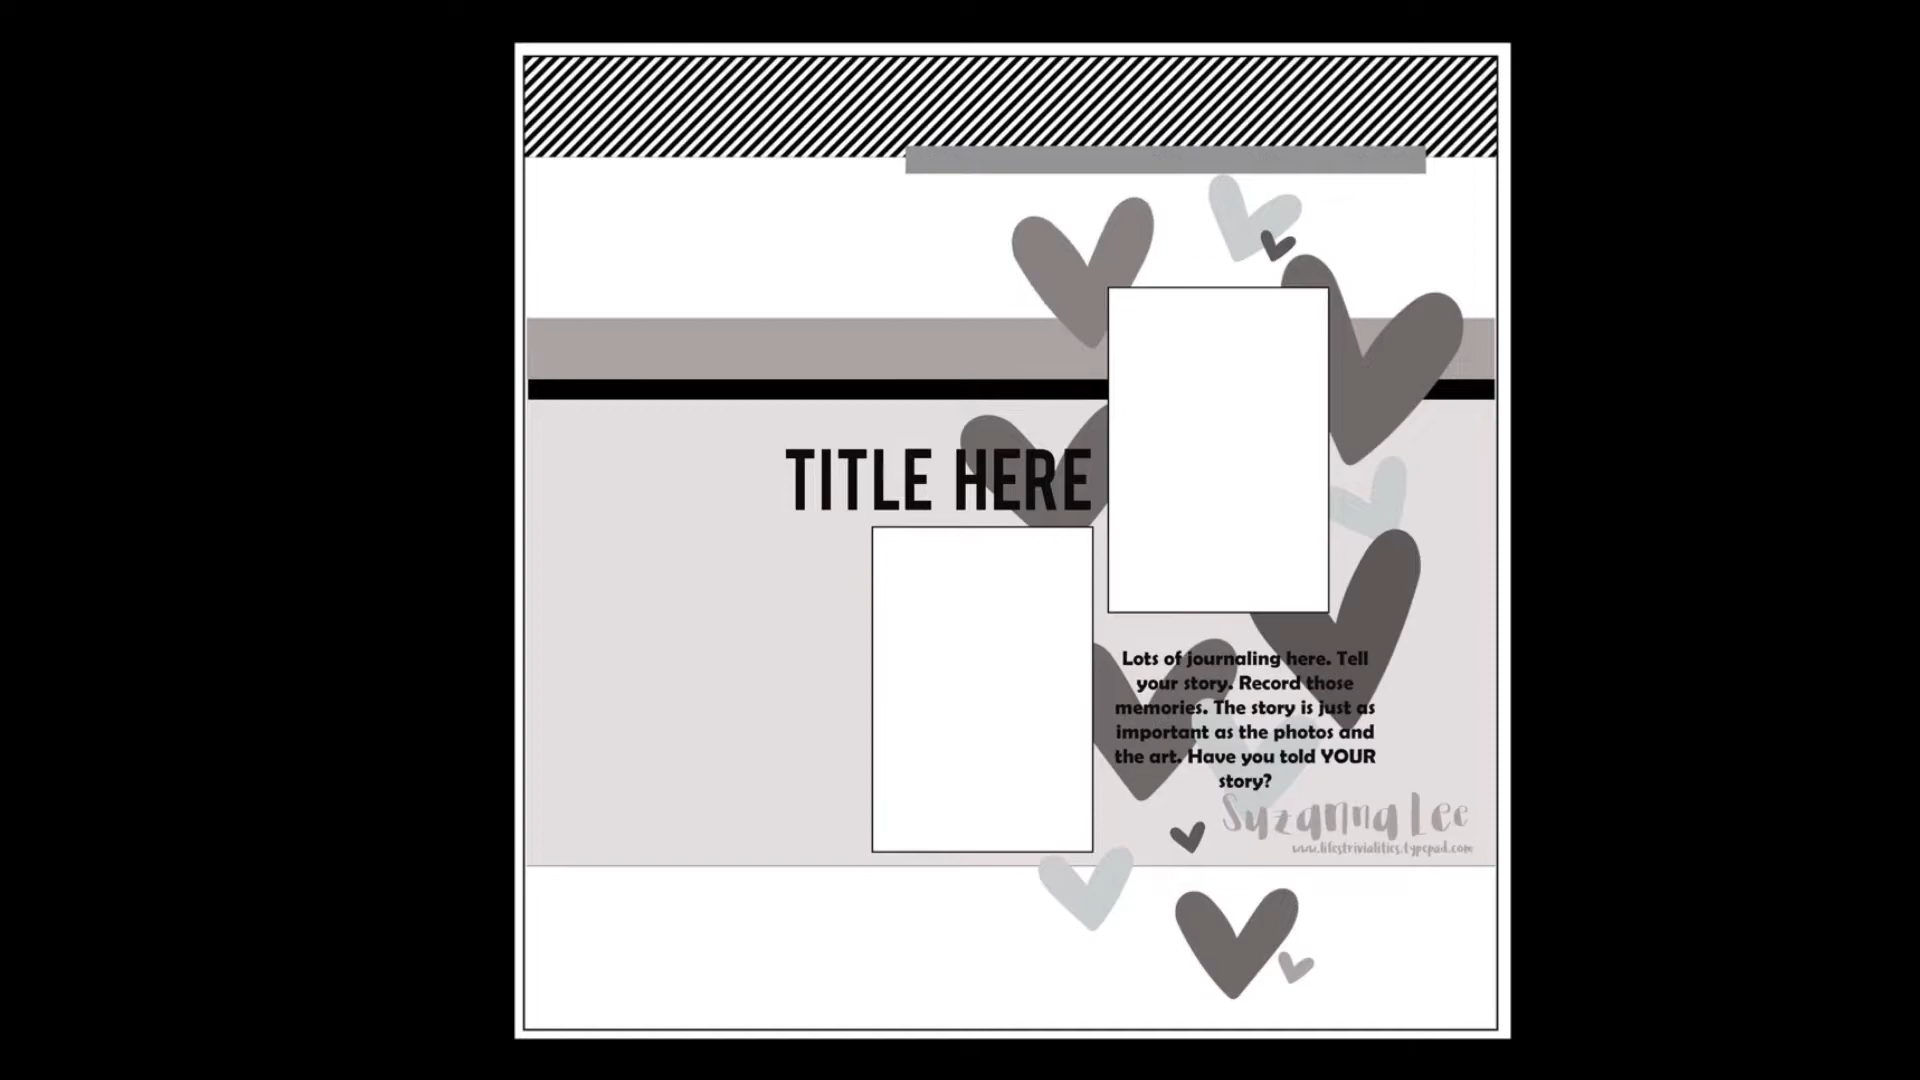 TITLE HERE
Lots of journaling here. Tell
your story. Record those
memories. The story is just as
important as the photos and
the art. Have you told YOUR
story?
Suzanna Lee
www.lifestrivialities.typepad.com